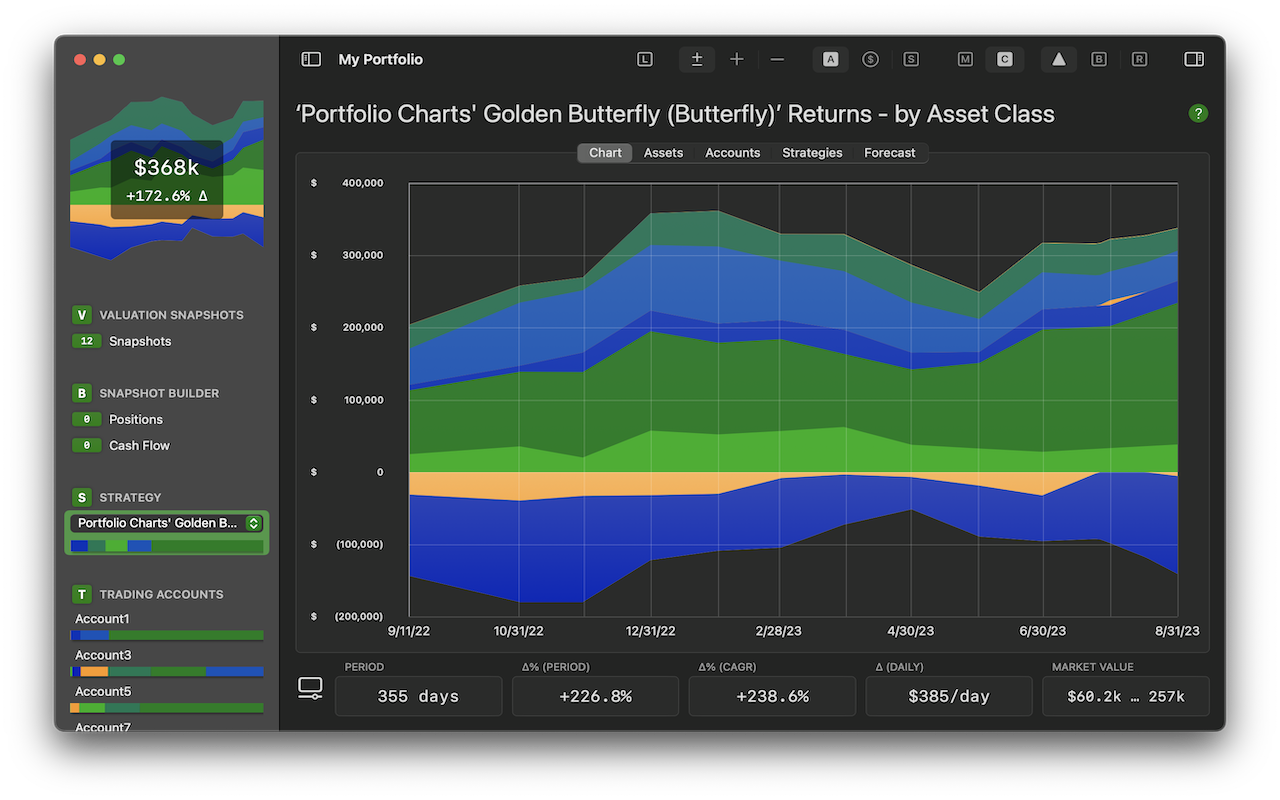 My Portfolio
L
A
$
S
M
C
B
R
‘Portfolio Charts' Golden Butterfly (Butterfly)’ Returns - by Asset Class
?
$368k
+172.6% Δ
V VALUATION SNAPSHOTS
12 Snapshots
B SNAPSHOT BUILDER
0 Positions
0 Cash Flow
S STRATEGY
Portfolio Charts' Golden B...
T TRADING ACCOUNTS
Account1
Account3
Account5
Account7
Chart Assets Accounts Strategies Forecast
$ 400,000
$ 300,000
$ 200,000
$ 100,000
$ 0
$ (100,000)
$ (200,000)
9/11/22 10/31/22 12/31/22 2/28/23 4/30/23 6/30/23 8/31/23
PERIOD Δ% (PERIOD) Δ% (CAGR) Δ (DAILY) MARKET VALUE
355 days +226.8% +238.6% $385/day $60.2k … 257k